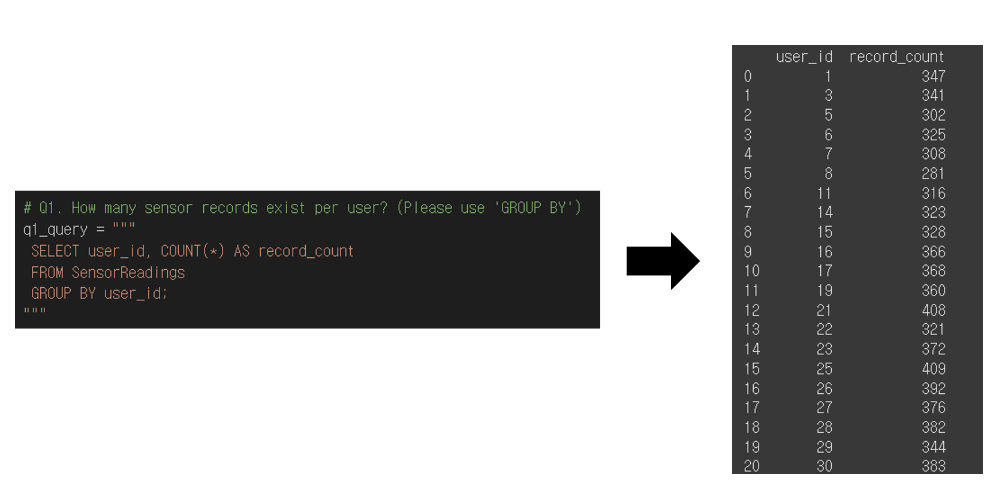 # Q1. How many sensor records exist per user? (Please use 'GROUP BY')
q1_query = """
SELECT user_id, COUNT(*) AS record_count
FROM SensorReadings
GROUP BY user_id;
"""
user_id record_count
0 1 347
1 3 341
2 5 302
3 6 325
4 7 308
5 8 281
6 11 316
7 14 323
8 15 328
9 16 366
10 17 368
11 19 360
12 21 408
13 22 321
14 23 372
15 25 409
16 26 392
17 27 376
18 28 382
19 29 344
20 30 383